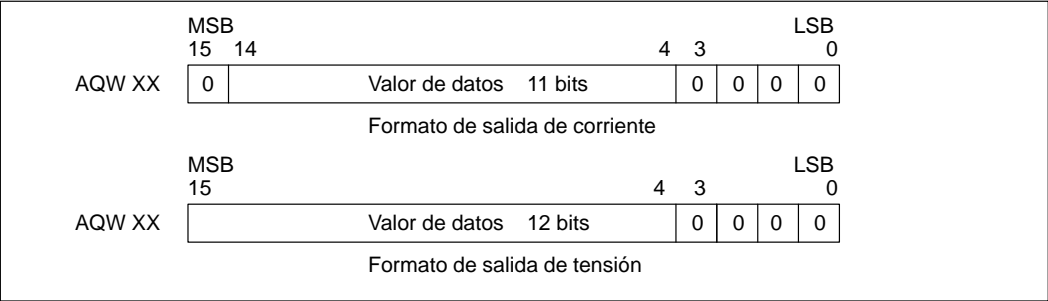 MSB LSB
15 14 4 3 0
AQW XX 0 Valor de datos 11 bits 0 0 0 0
Formato de salida de corriente
MSB LSB
15 4 3 0
AQW XX Valor de datos 12 bits 0 0 0 0
Formato de salida de tensión